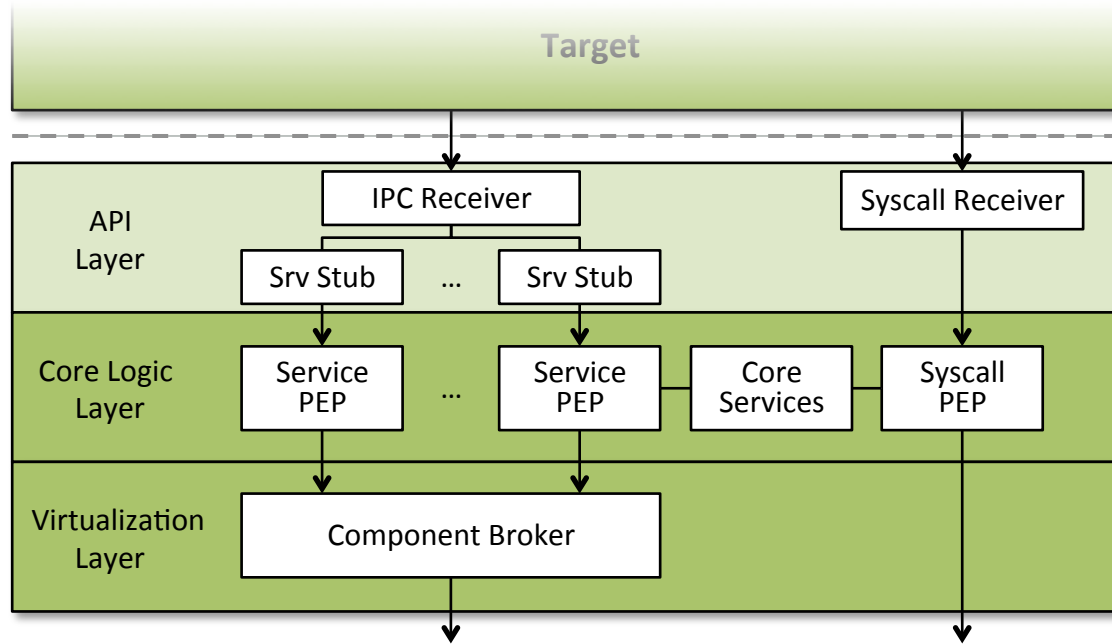 Target
IPC Receiver
Syscall Receiver
API
Layer
Srv Stub
...
Srv Stub
Core Logic
Layer
Service
PEP
...
Service
PEP
Core
Services
Syscall
PEP
Virtualization
Layer
Component Broker